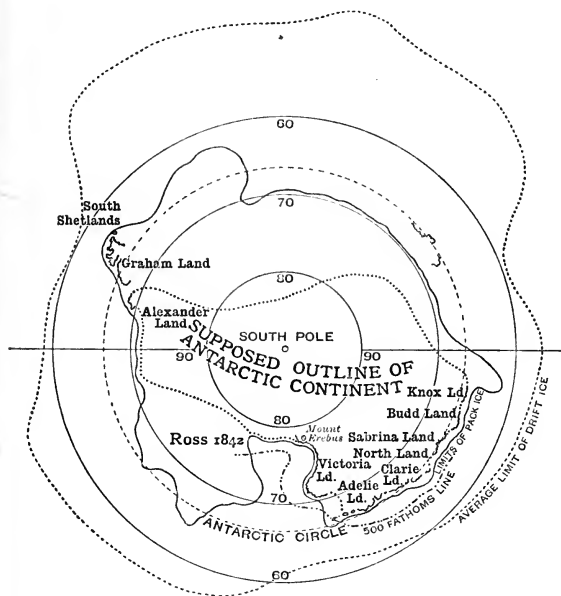 60
70
South
Shetlands
Graham Land
80
Alexander
Land
SUPPOSED OUTLINE OF
ANTARCTIC CONTINENT
SOUTH POLE
90
90
Knox Ld.
Budd Land
80
Mount
Erebus
Ross 1842
Sabrina Land
North Land
Victoria
Ld.
Clarie
Ld.
Adelie
Ld.
LIMITS OF PACK ICE
70
ANTARCTIC CIRCLE
500 FATHOMS LINE
AVERAGE LIMIT OF DRIFT ICE
60